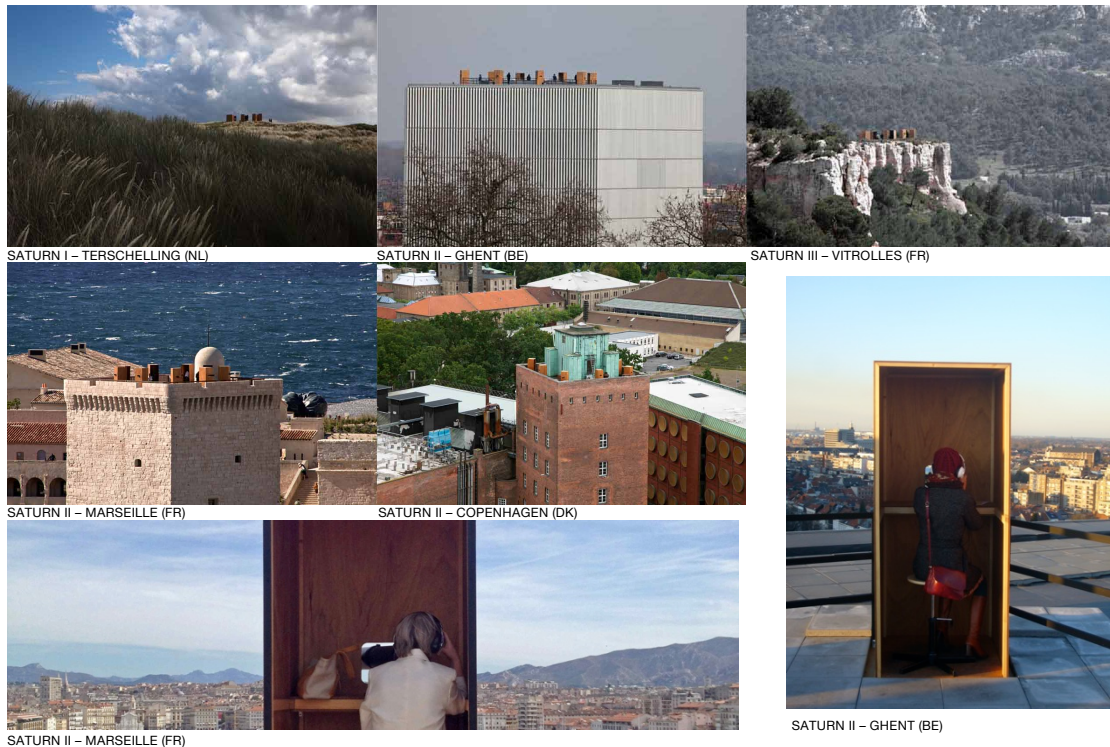 SATURN I – TERSCHELLING (NL)
SATURN II – GHENT (BE)
SATURN III – VITROLLES (FR)
SATURN II – MARSEILLE (FR)
SATURN II – COPENHAGEN (DK)
SATURN II – MARSEILLE (FR)
SATURN II – GHENT (BE)